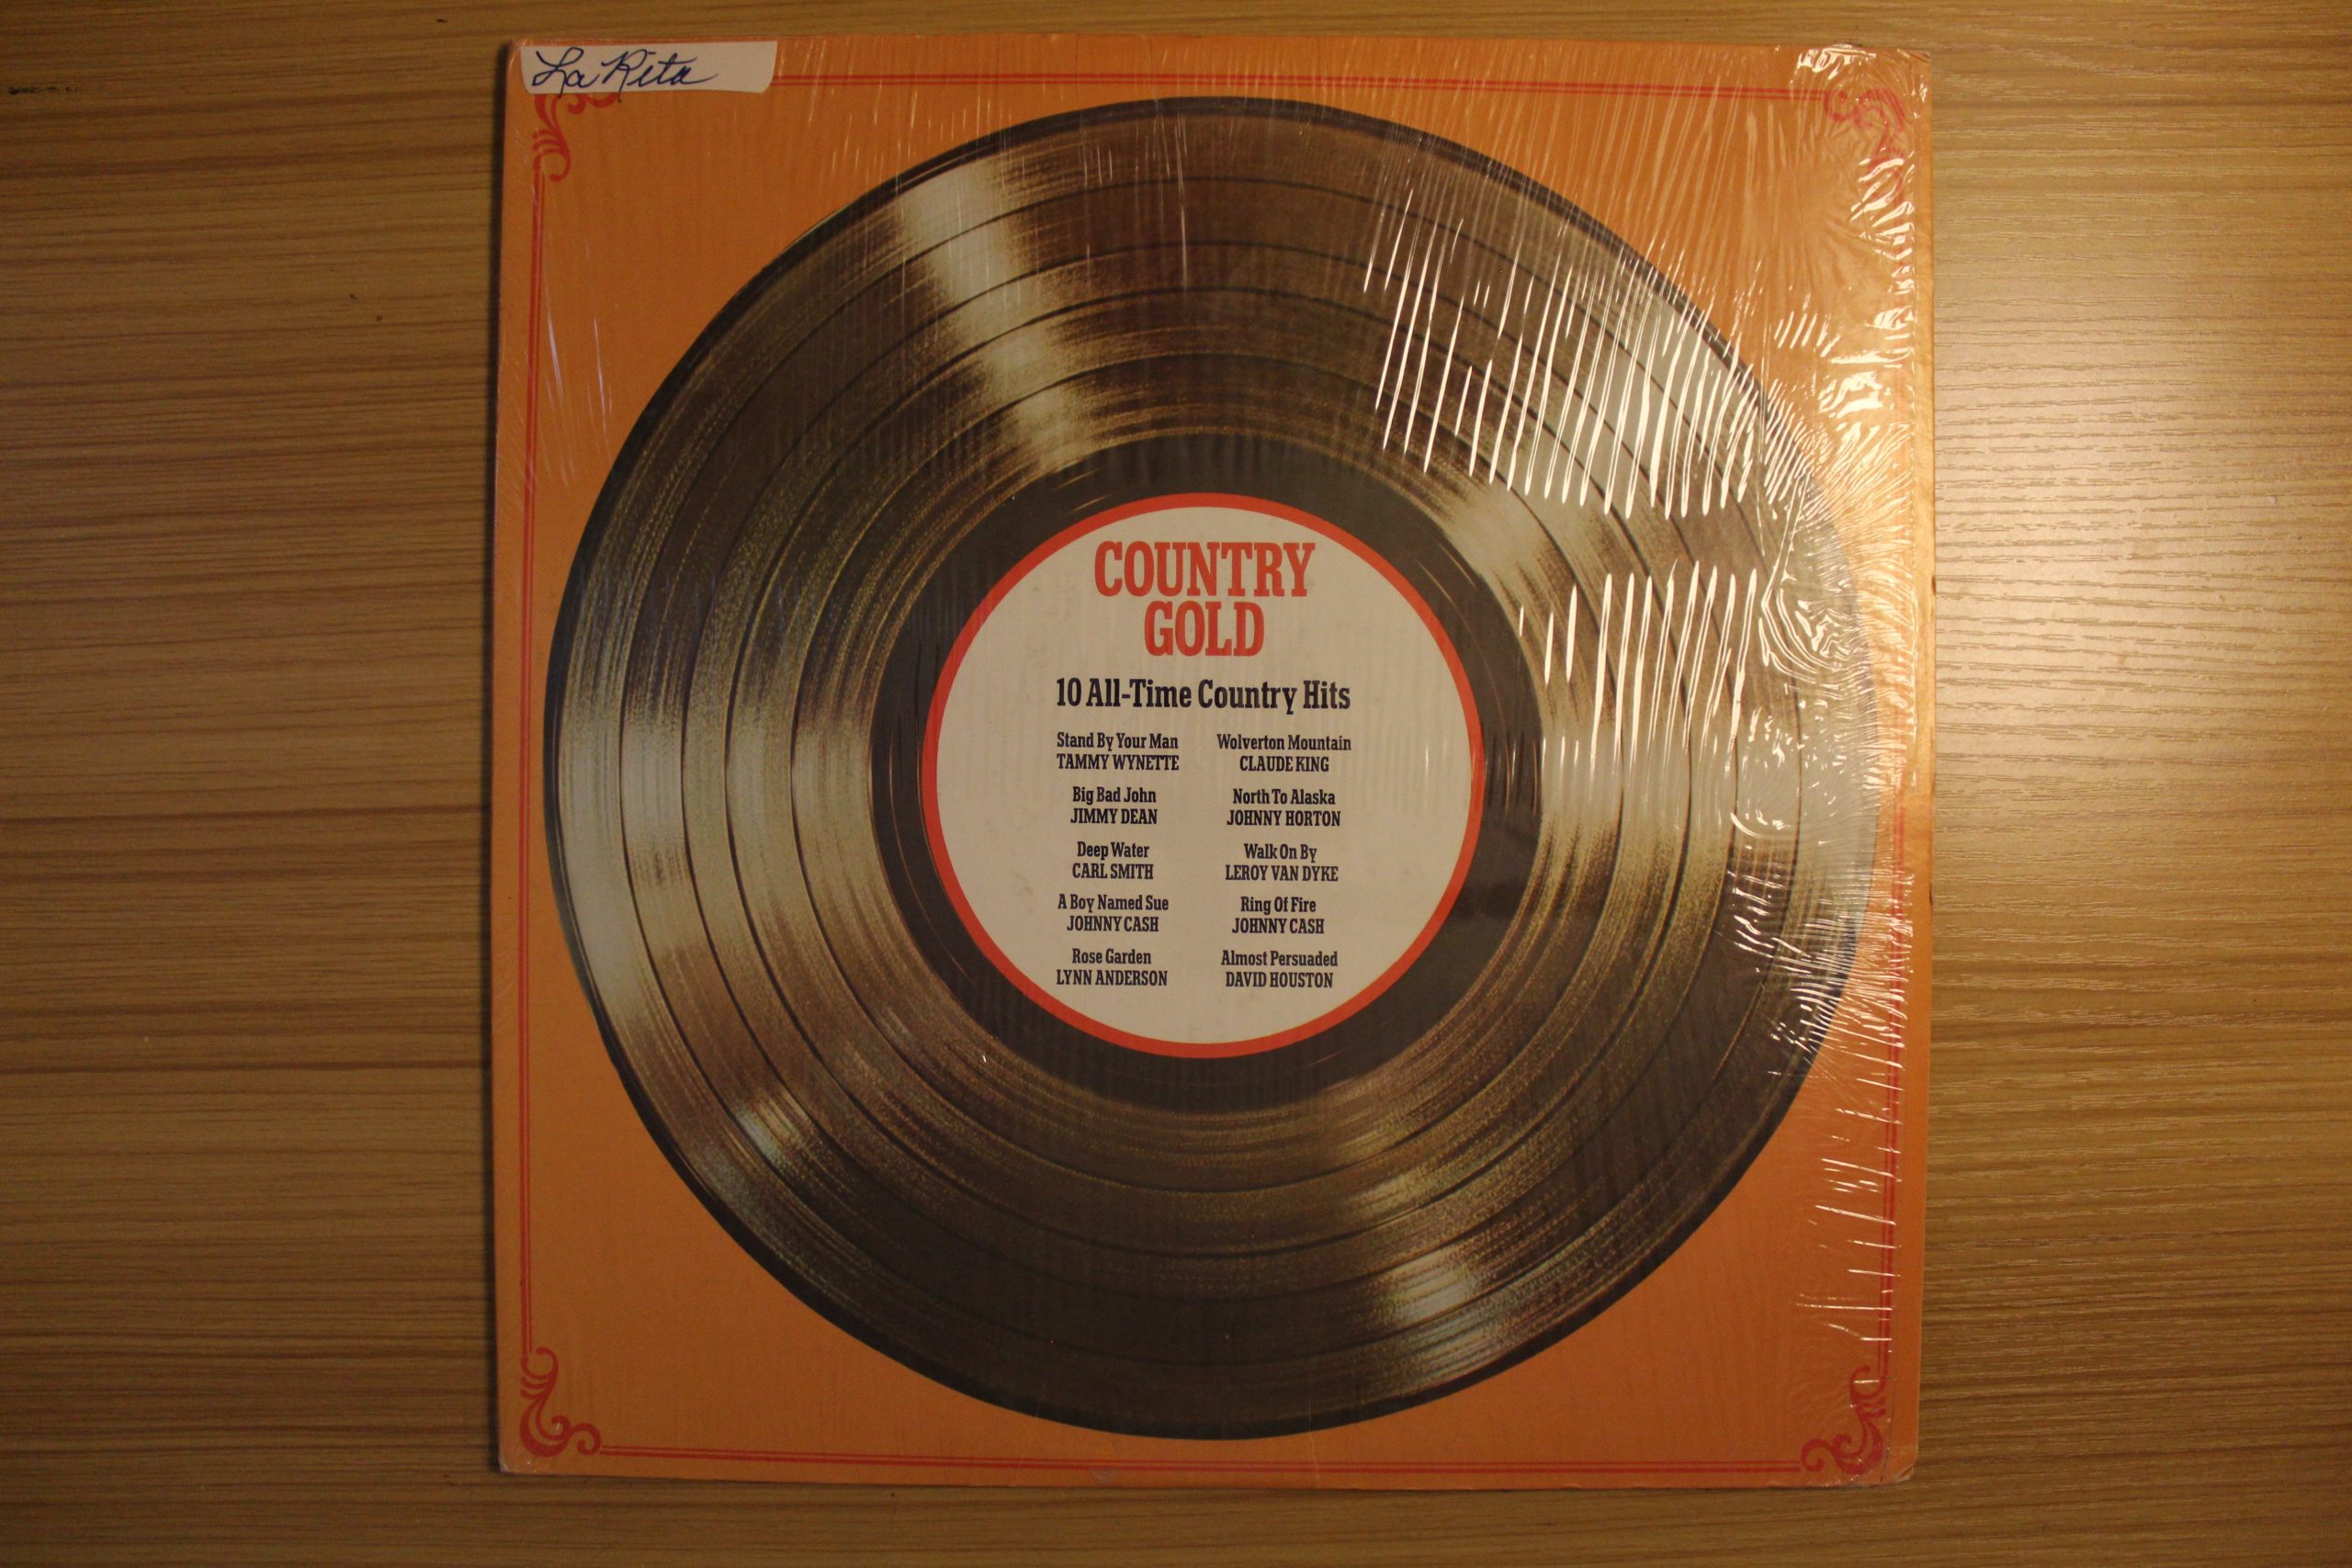 La Rita
COUNTRY
GOLD
10 All-Time Country Hits
Stand By Your Man
TAMMY WYNETTE
Big Bad John
JIMMY DEAN
Deep Water
CARL SMITH
A Boy Named Sue
JOHNNY CASH
Rose Garden
LYNN ANDERSON
Wolverton Mountain
CLAUDE KING
North To Alaska
JOHNNY HORTON
Walk On By
LEROY VAN DYKE
Ring Of Fire
JOHNNY CASH
Almost Persuaded
DAVID HOUSTON